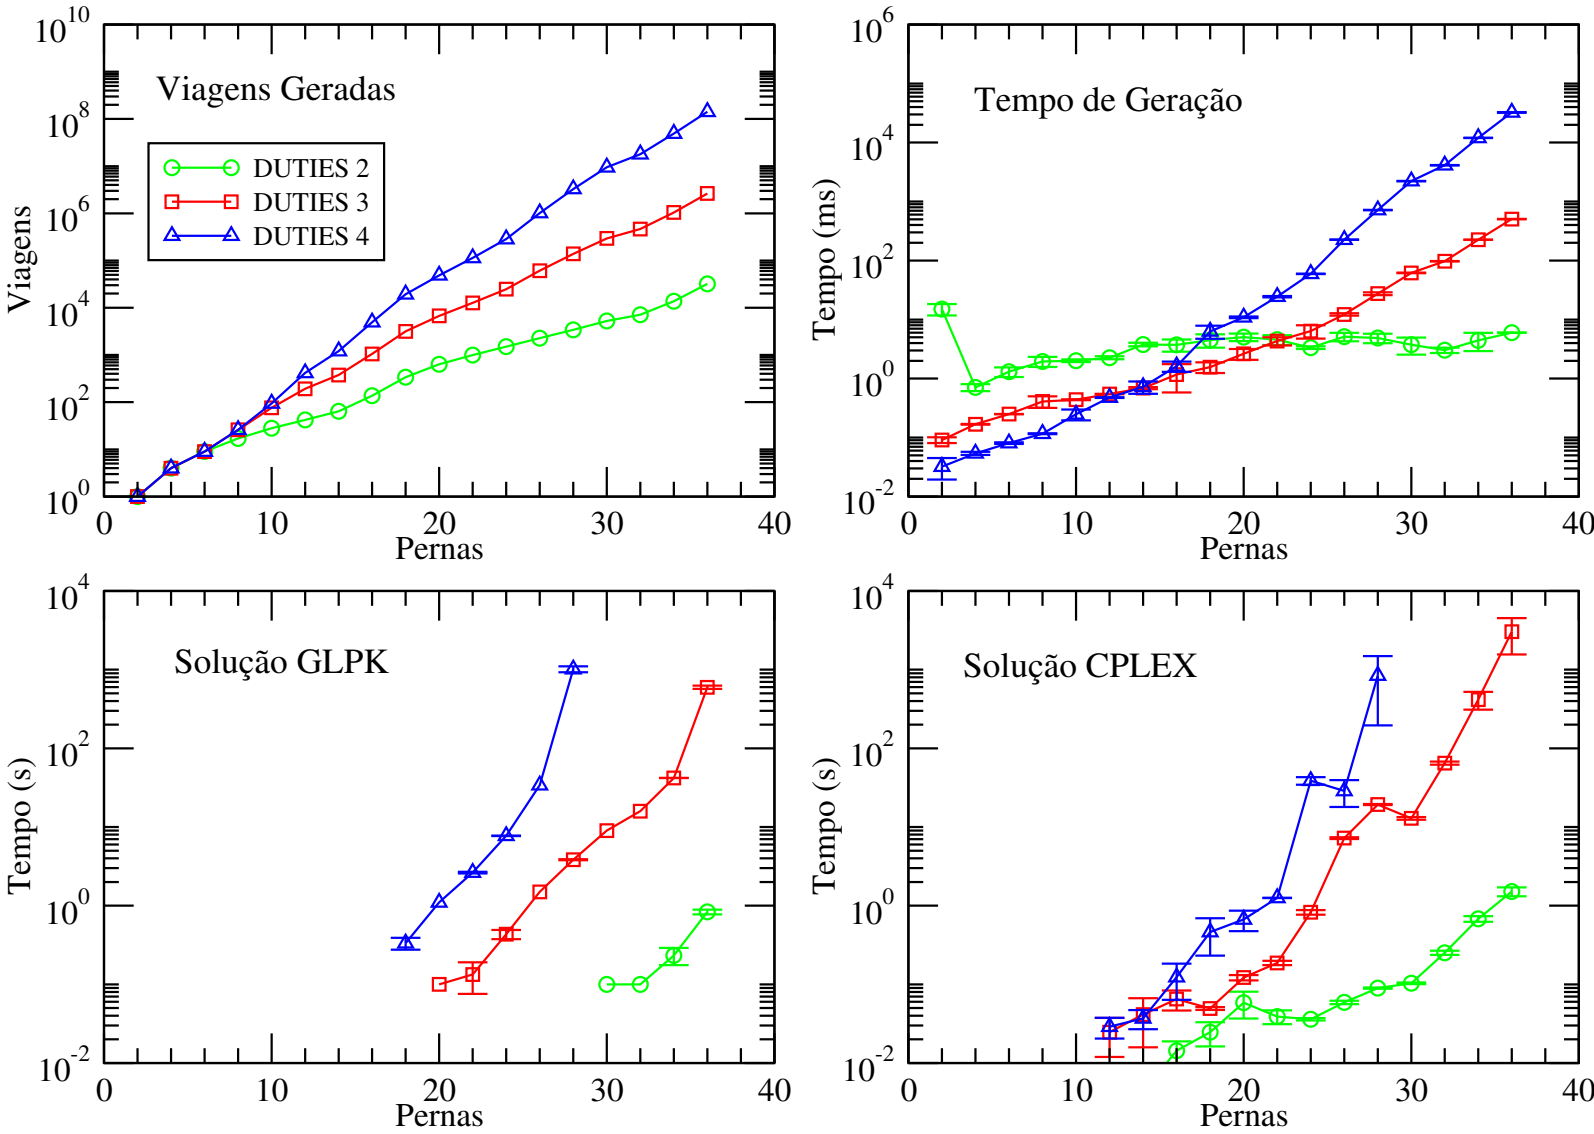 Viagens Geradas
DUTIES 2
DUTIES 3
DUTIES 4
Viagens
10^10
10^8
10^6
10^4
10^2
10^0
0 10 20 30 40
Pernas
Tempo de Geração
Tempo (ms)
10^6
10^4
10^2
10^0
10^-2
0 10 20 30 40
Pernas
Solução GLPK
Tempo (s)
10^4
10^2
10^0
10^-2
0 10 20 30 40
Pernas
Solução CPLEX
Tempo (s)
10^4
10^2
10^0
10^-2
0 10 20 30 40
Pernas